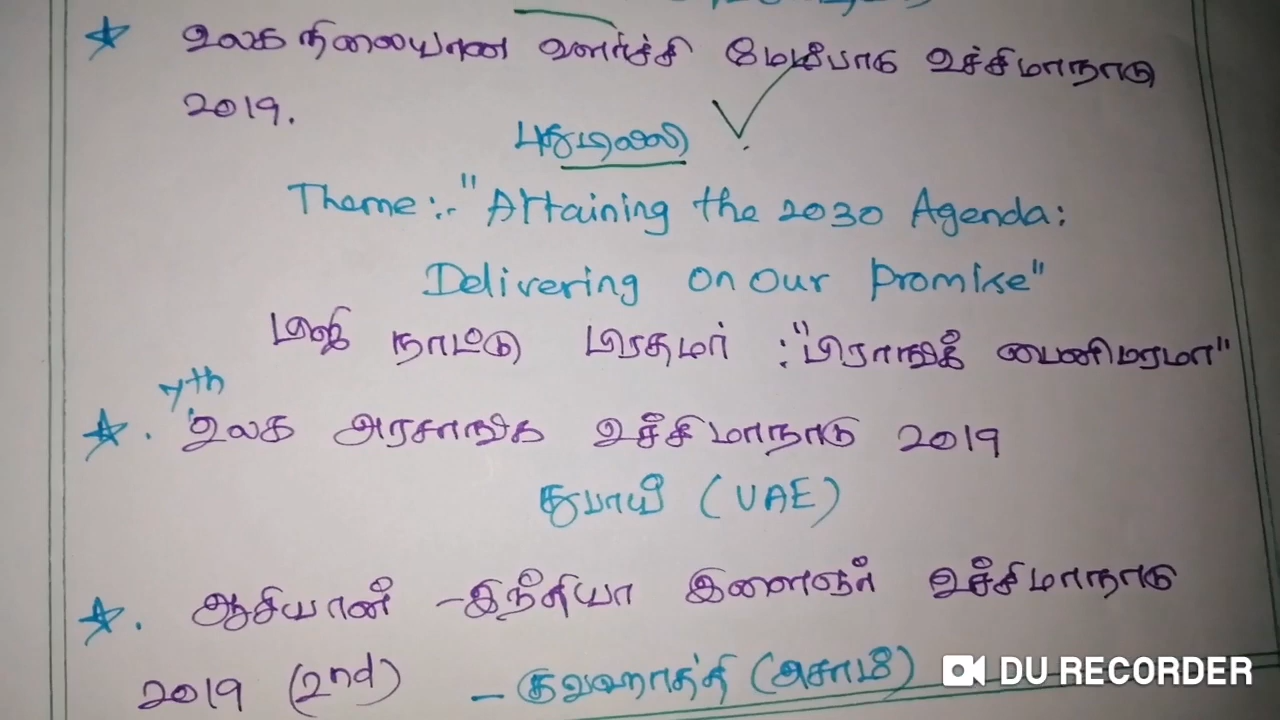 * உலக நிலையான வளர்ச்சி மேம்பாடு உச்சிமாநாடு
2019.
புதுடில்லி
Theme:- "Attaining the 2030 Agenda:
Delivering on our Promise"
பிஜி நாட்டு பிரதமர் : "பிராங்க் பைனிமரமா"
7th
* . உலக அரசாங்க உச்சிமாநாடு 2019
துபாய் (UAE)
* . ஆசியான் - இந்தியா இளைஞர் உச்சிமாநாடு
2019 (2nd) - குவஹாத்தி (அசாம்)
DU RECORDER